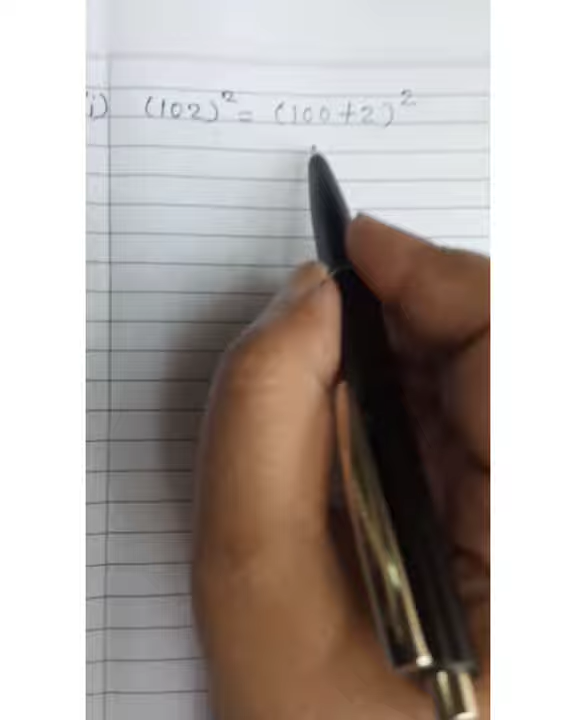 i) (102)² = (100+2)²